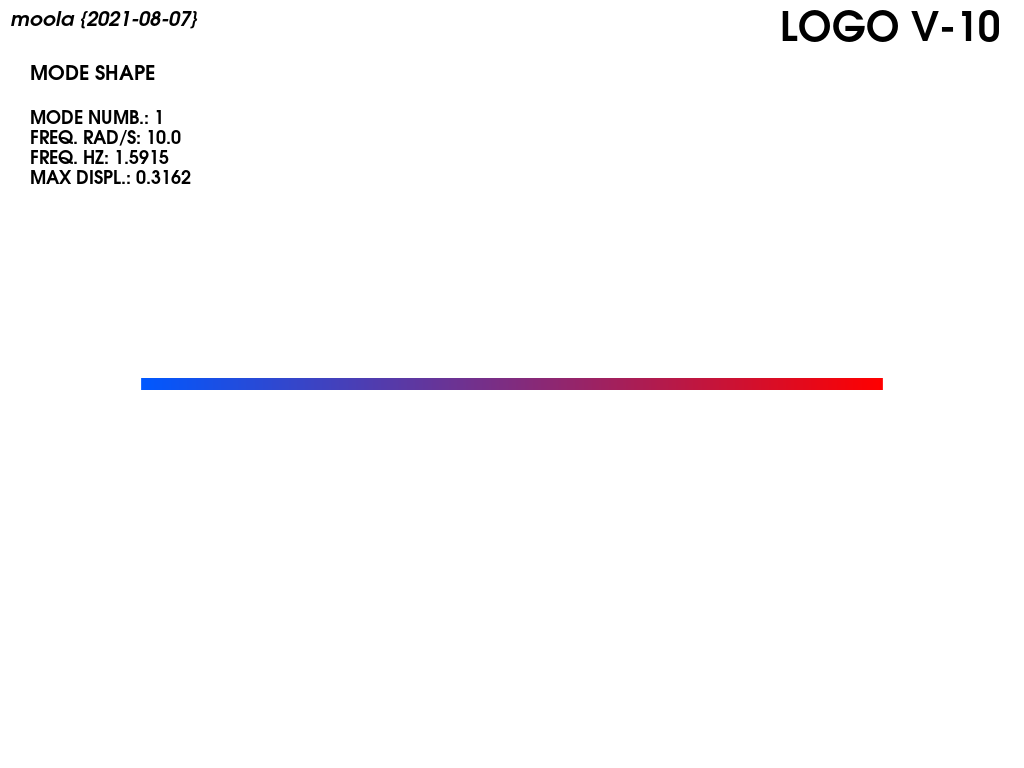 moola {2021-08-07}
LOGO V-10
MODE SHAPE
MODE NUMB.: 1
FREQ. RAD/S: 10.0
FREQ. HZ: 1.5915
MAX DISPL.: 0.3162